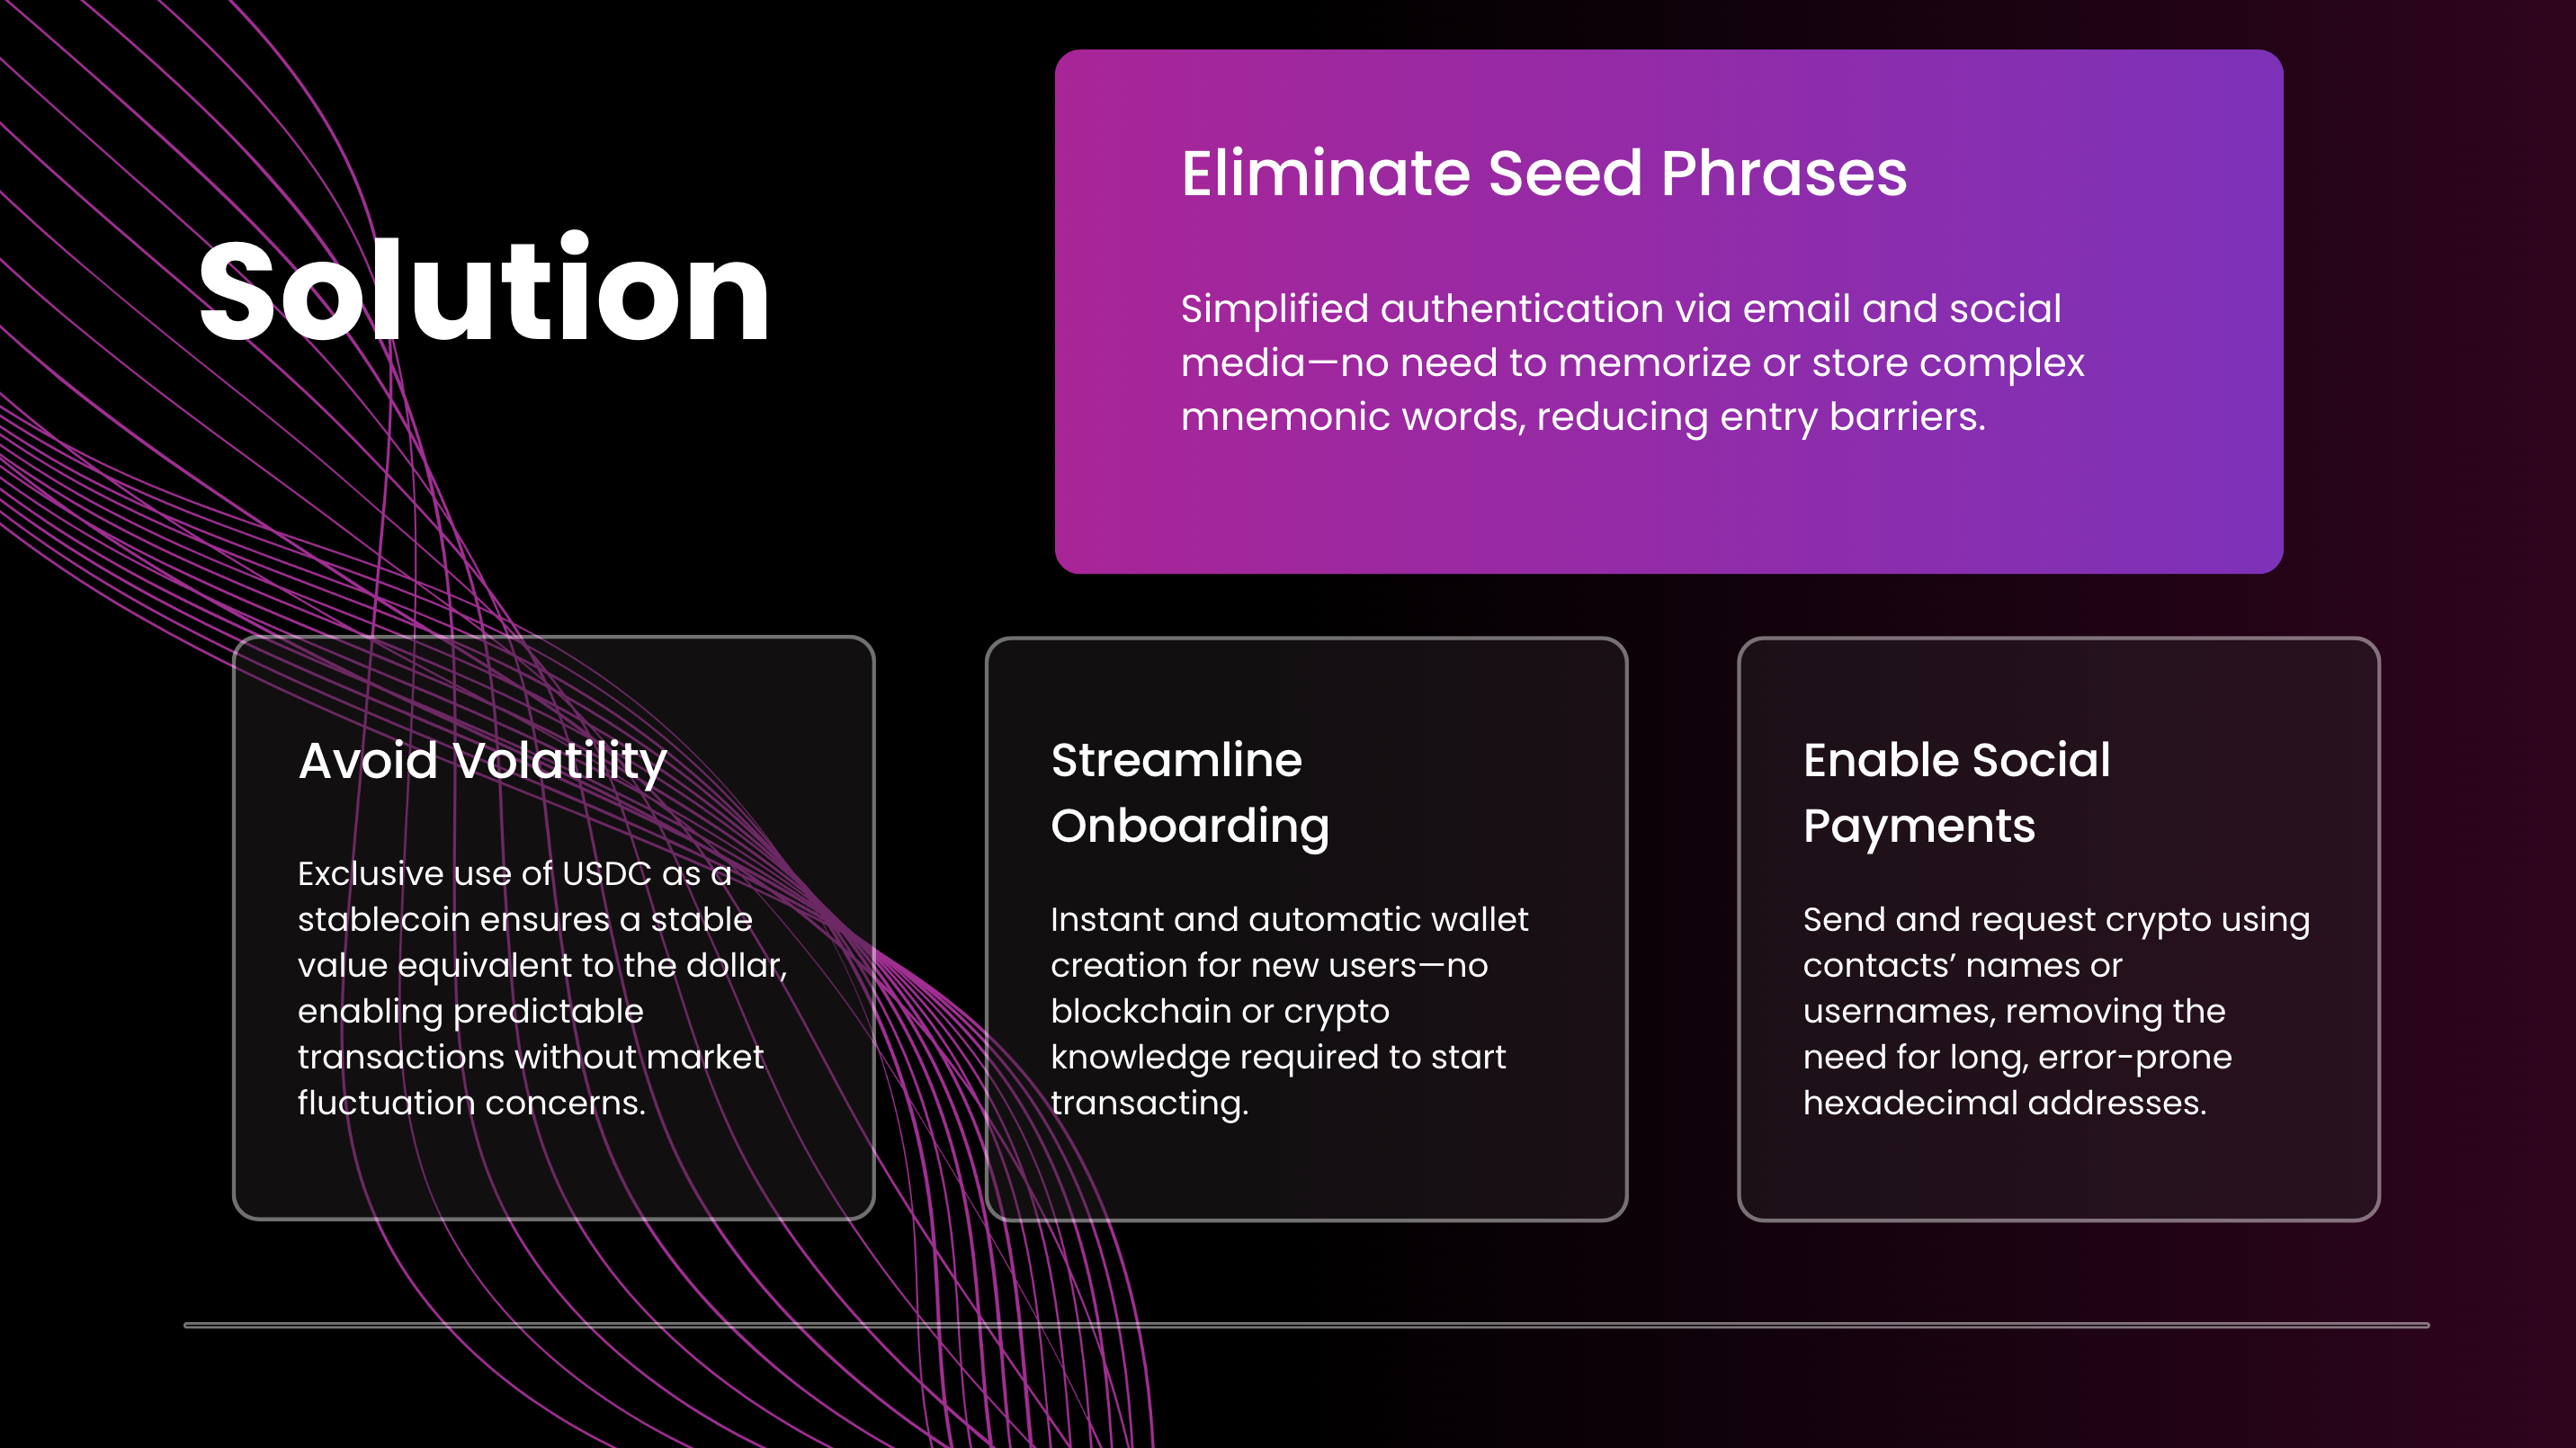 Solution
Eliminate Seed Phrases
Simplified authentication via email and social
media—no need to memorize or store complex
mnemonic words, reducing entry barriers.
Avoid Volatility
Exclusive use of USDC as a
stablecoin ensures a stable
value equivalent to the dollar,
enabling predictable
transactions without market
fluctuation concerns.
Streamline
Onboarding
Instant and automatic wallet
creation for new users—no
blockchain or crypto
knowledge required to start
transacting.
Enable Social
Payments
Send and request crypto using
contacts’ names or
usernames, removing the
need for long, error-prone
hexadecimal addresses.